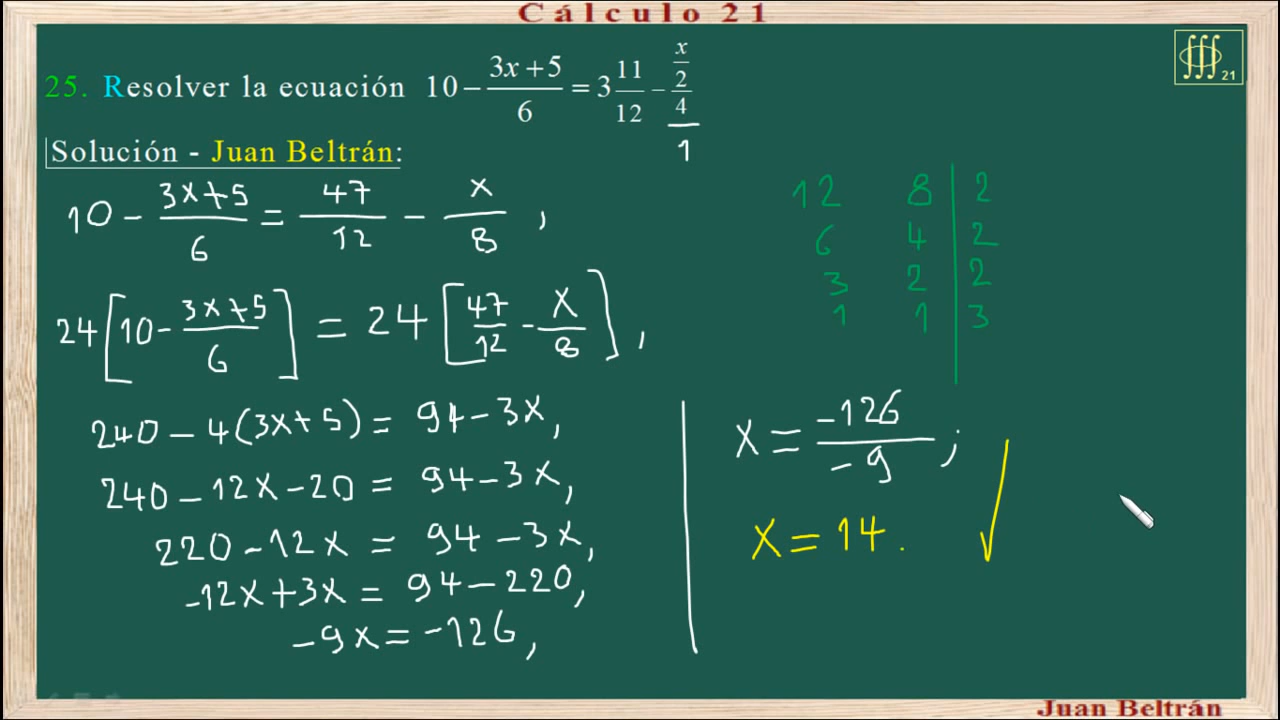 Cálculo 21
25. Resolver la ecuación 10 − (3x + 5)/6 = 3 11/12 − ((x/2)/4)/1
∫∫∫ 21
Solución - Juan Beltrán:
10 − (3x+5)/6 = 47/12 − x/8 ,
24[10 − (3x+5)/6] = 24[47/12 − x/8] ,
240 − 4(3x+5) = 94 − 3x,
240 − 12x − 20 = 94 − 3x,
220 − 12x = 94 − 3x,
−12x + 3x = 94 − 220,
−9x = −126,
12 8 | 2
6 4 | 2
3 2 | 2
1 1 | 3
x = −126/−9 ;
x = 14. ✓
Juan Beltrán